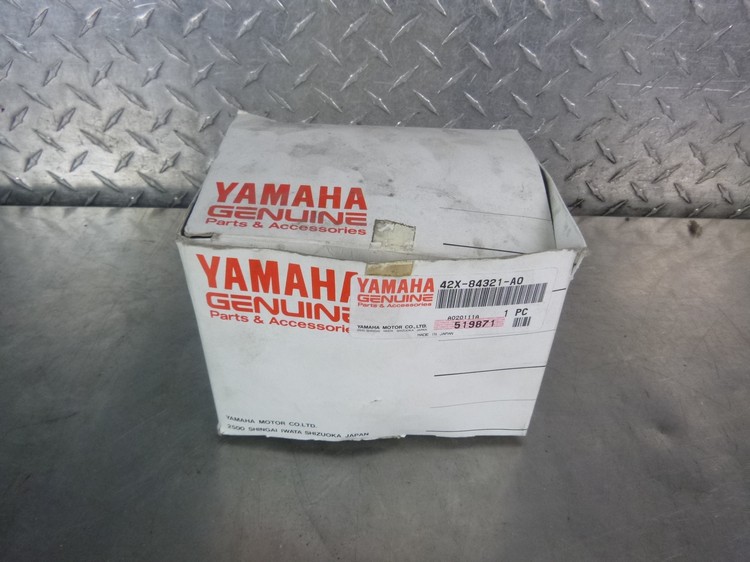 YAMAHA
GENUINE
Parts & Accessories
YAMAHA
GENUINE
Parts & Accessories
YAMAHA
GENUINE
Parts & Accessories
42X-84321-A0
A020111A
1 PC
YAMAHA MOTOR CO.,LTD.
519871
MADE IN JAPAN
YAMAHA MOTOR CO.LTD.
2500 SHINGAI IWATA SHIZUOKA JAPAN